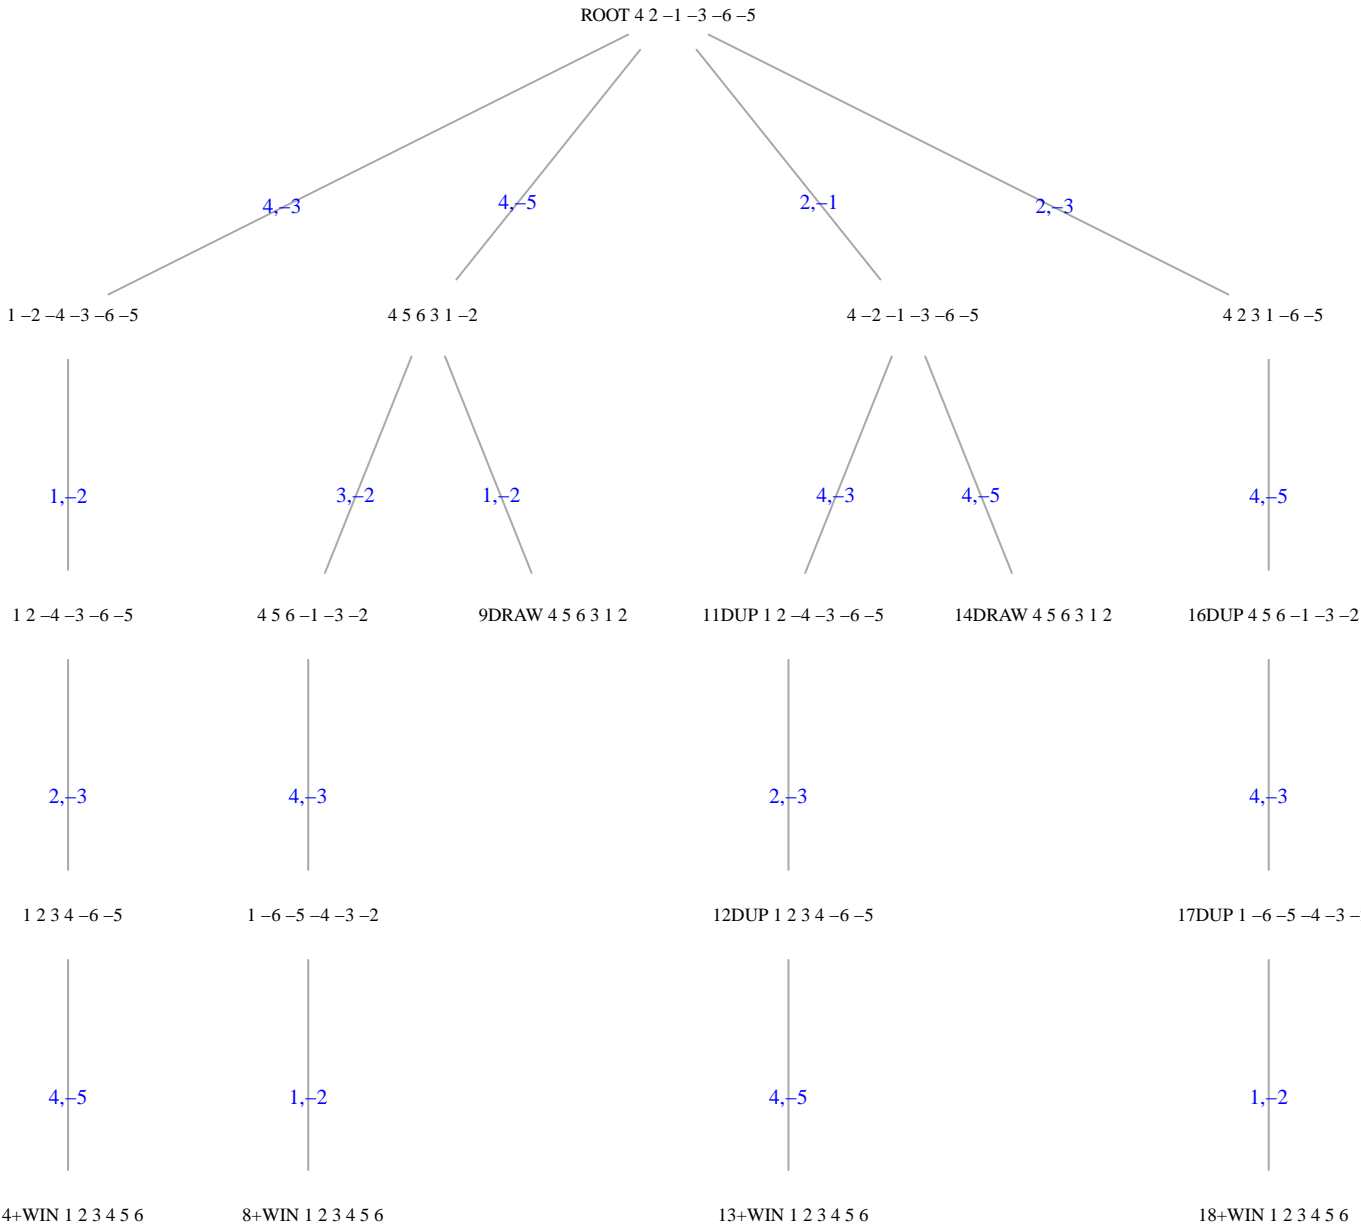 ROOT 4 2 –1 –3 –6 –5
4,–3
4,–5
2,–1
2,–3
1 –2 –4 –3 –6 –5
4 5 6 3 1 –2
4 –2 –1 –3 –6 –5
4 2 3 1 –6 –5
1,–2
3,–2
1,–2
4,–3
4,–5
4,–5
1 2 –4 –3 –6 –5
4 5 6 –1 –3 –2
9DRAW 4 5 6 3 1 2
11DUP 1 2 –4 –3 –6 –5
14DRAW 4 5 6 3 1 2
16DUP 4 5 6 –1 –3 –2
2,–3
4,–3
2,–3
4,–3
1 2 3 4 –6 –5
1 –6 –5 –4 –3 –2
12DUP 1 2 3 4 –6 –5
17DUP 1 –6 –5 –4 –3
4,–5
1,–2
4,–5
1,–2
4+WIN 1 2 3 4 5 6
8+WIN 1 2 3 4 5 6
13+WIN 1 2 3 4 5 6
18+WIN 1 2 3 4 5 6